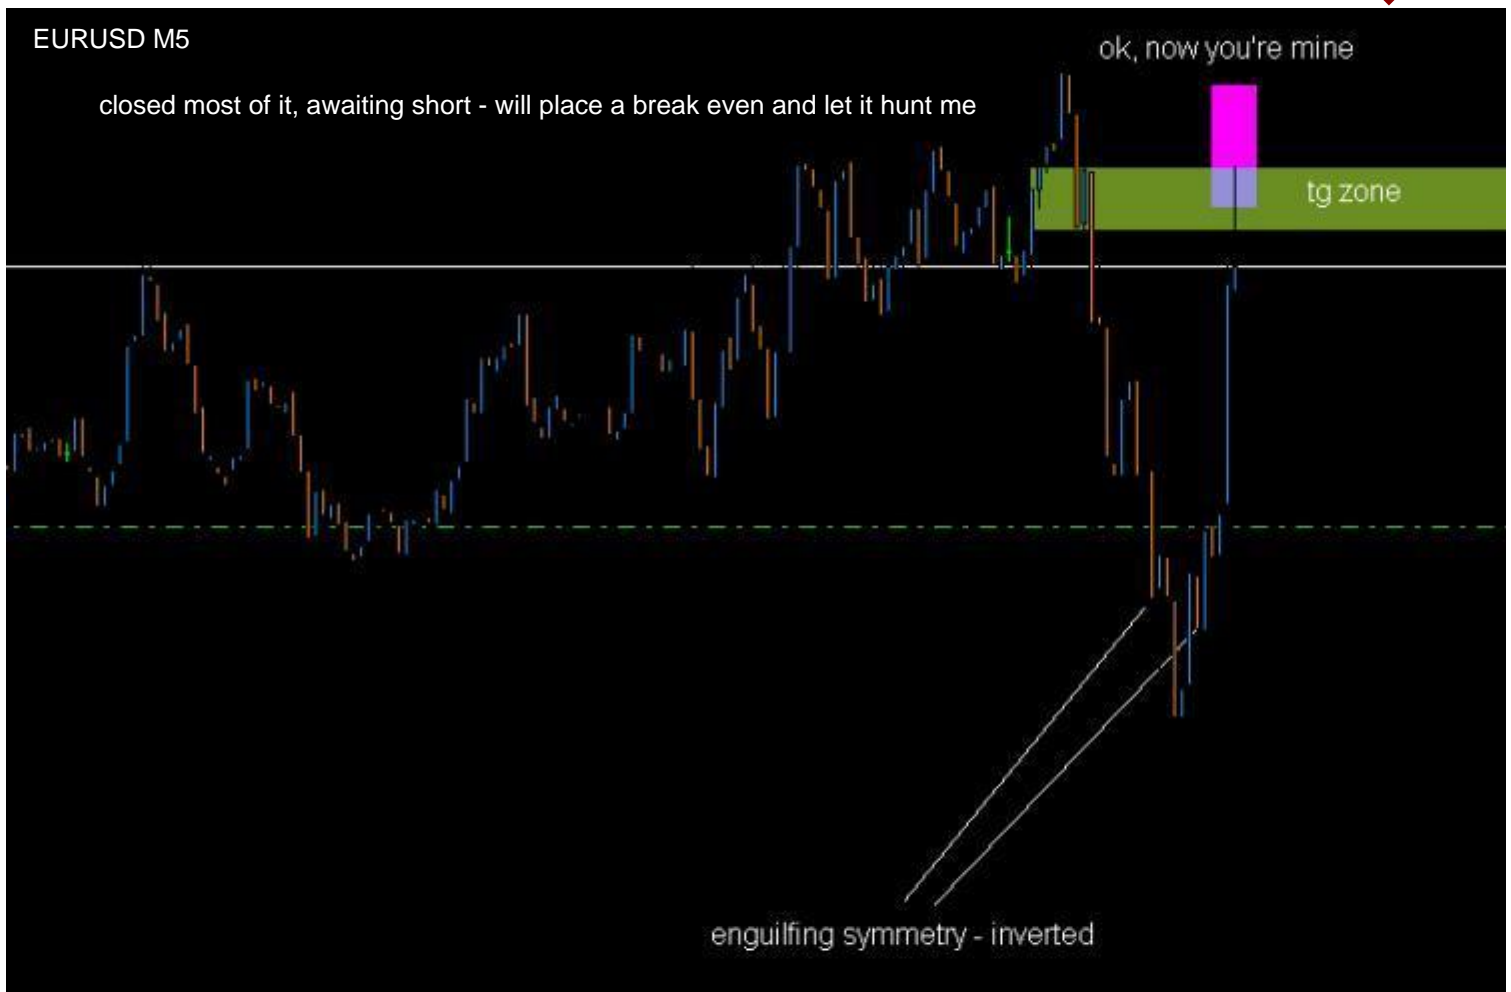 EURUSD M5
ok, now you're mine
closed most of it, awaiting short - will place a break even and let it hunt me
tg zone
enguilfing symmetry - inverted